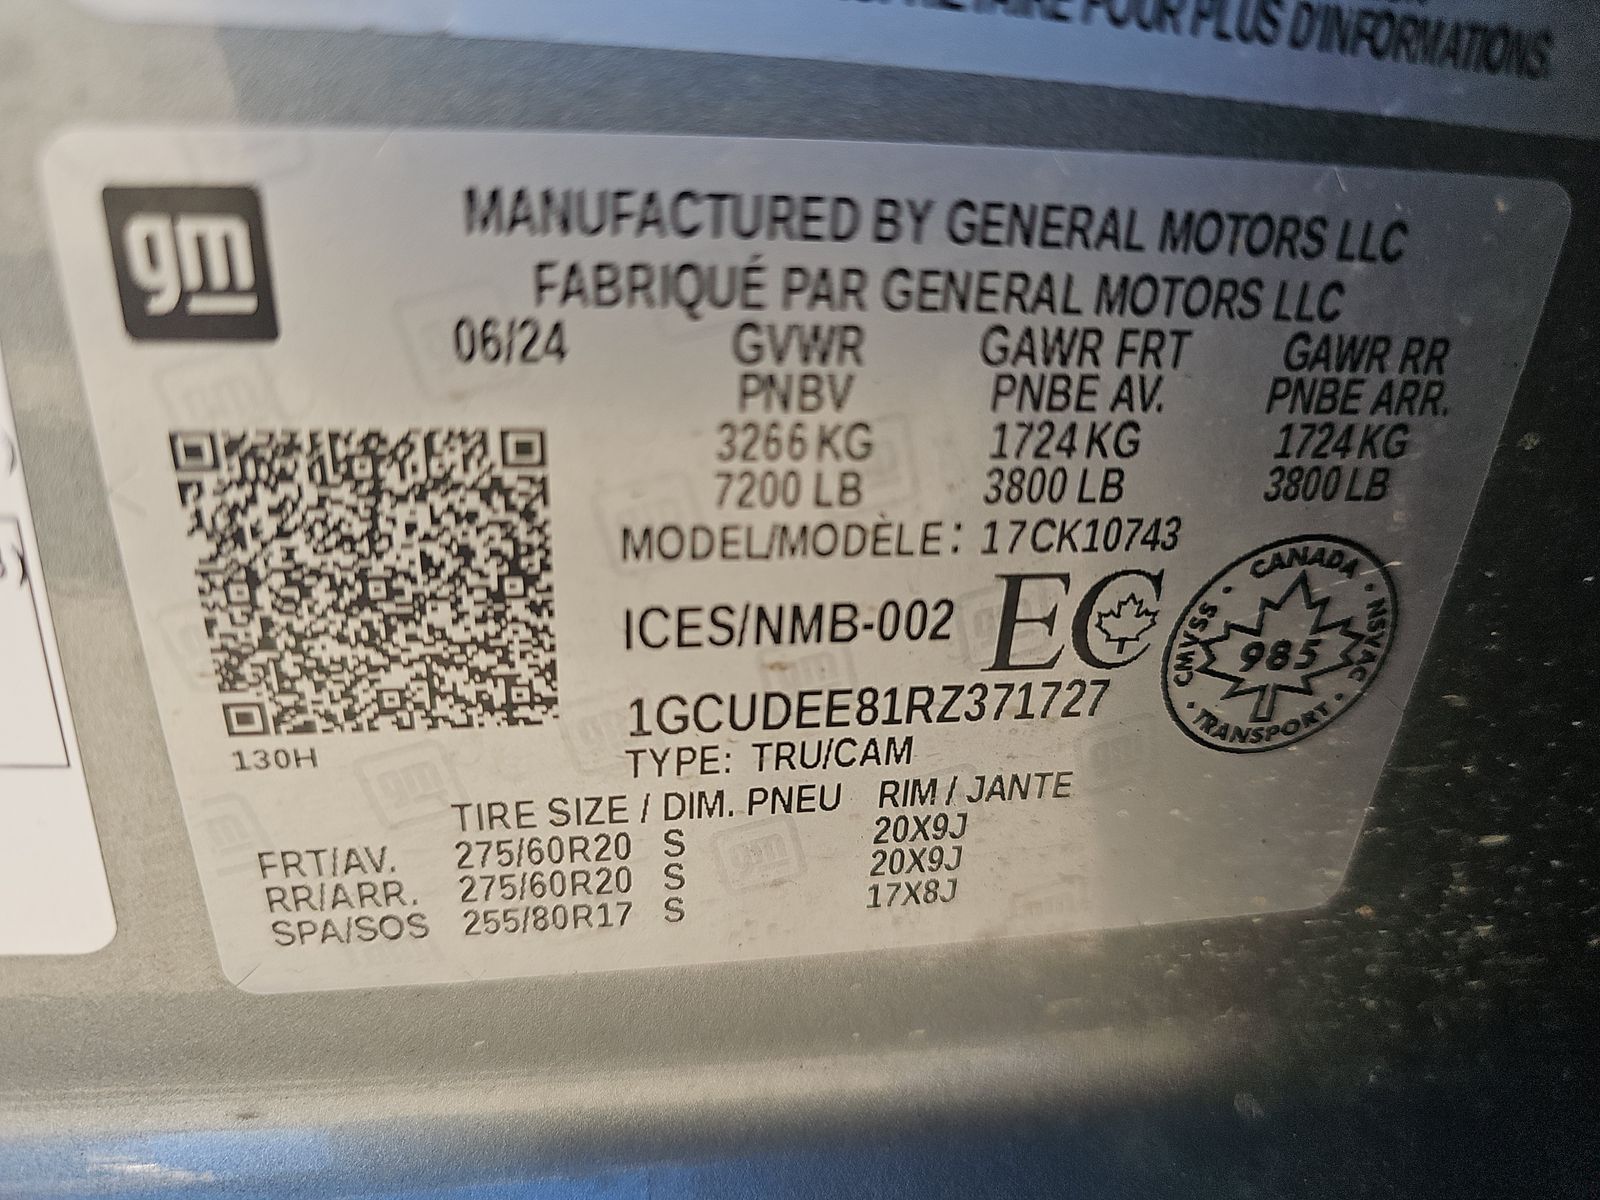 POUR PLUS D'INFORMATIONS.
gm
MANUFACTURED BY GENERAL MOTORS LLC
FABRIQUÉ PAR GENERAL MOTORS LLC
06/24 GVWR GAWR FRT GAWR RR
PNBV PNBE AV. PNBE ARR.
3266 KG 1724 KG 1724 KG
7200 LB 3800 LB 3800 LB
MODEL/MODÈLE: 17CK10743
ICES/NMB-002 EC
CANADA
CMVSS · 985 · NSVAC
TRANSPORT
1GCUDEE81RZ371727
130H
TYPE: TRU/CAM
TIRE SIZE / DIM. PNEU RIM / JANTE
FRT/AV. 275/60R20 S 20X9J
RR/ARR. 275/60R20 S 20X9J
SPA/SOS 255/80R17 S 17X8J